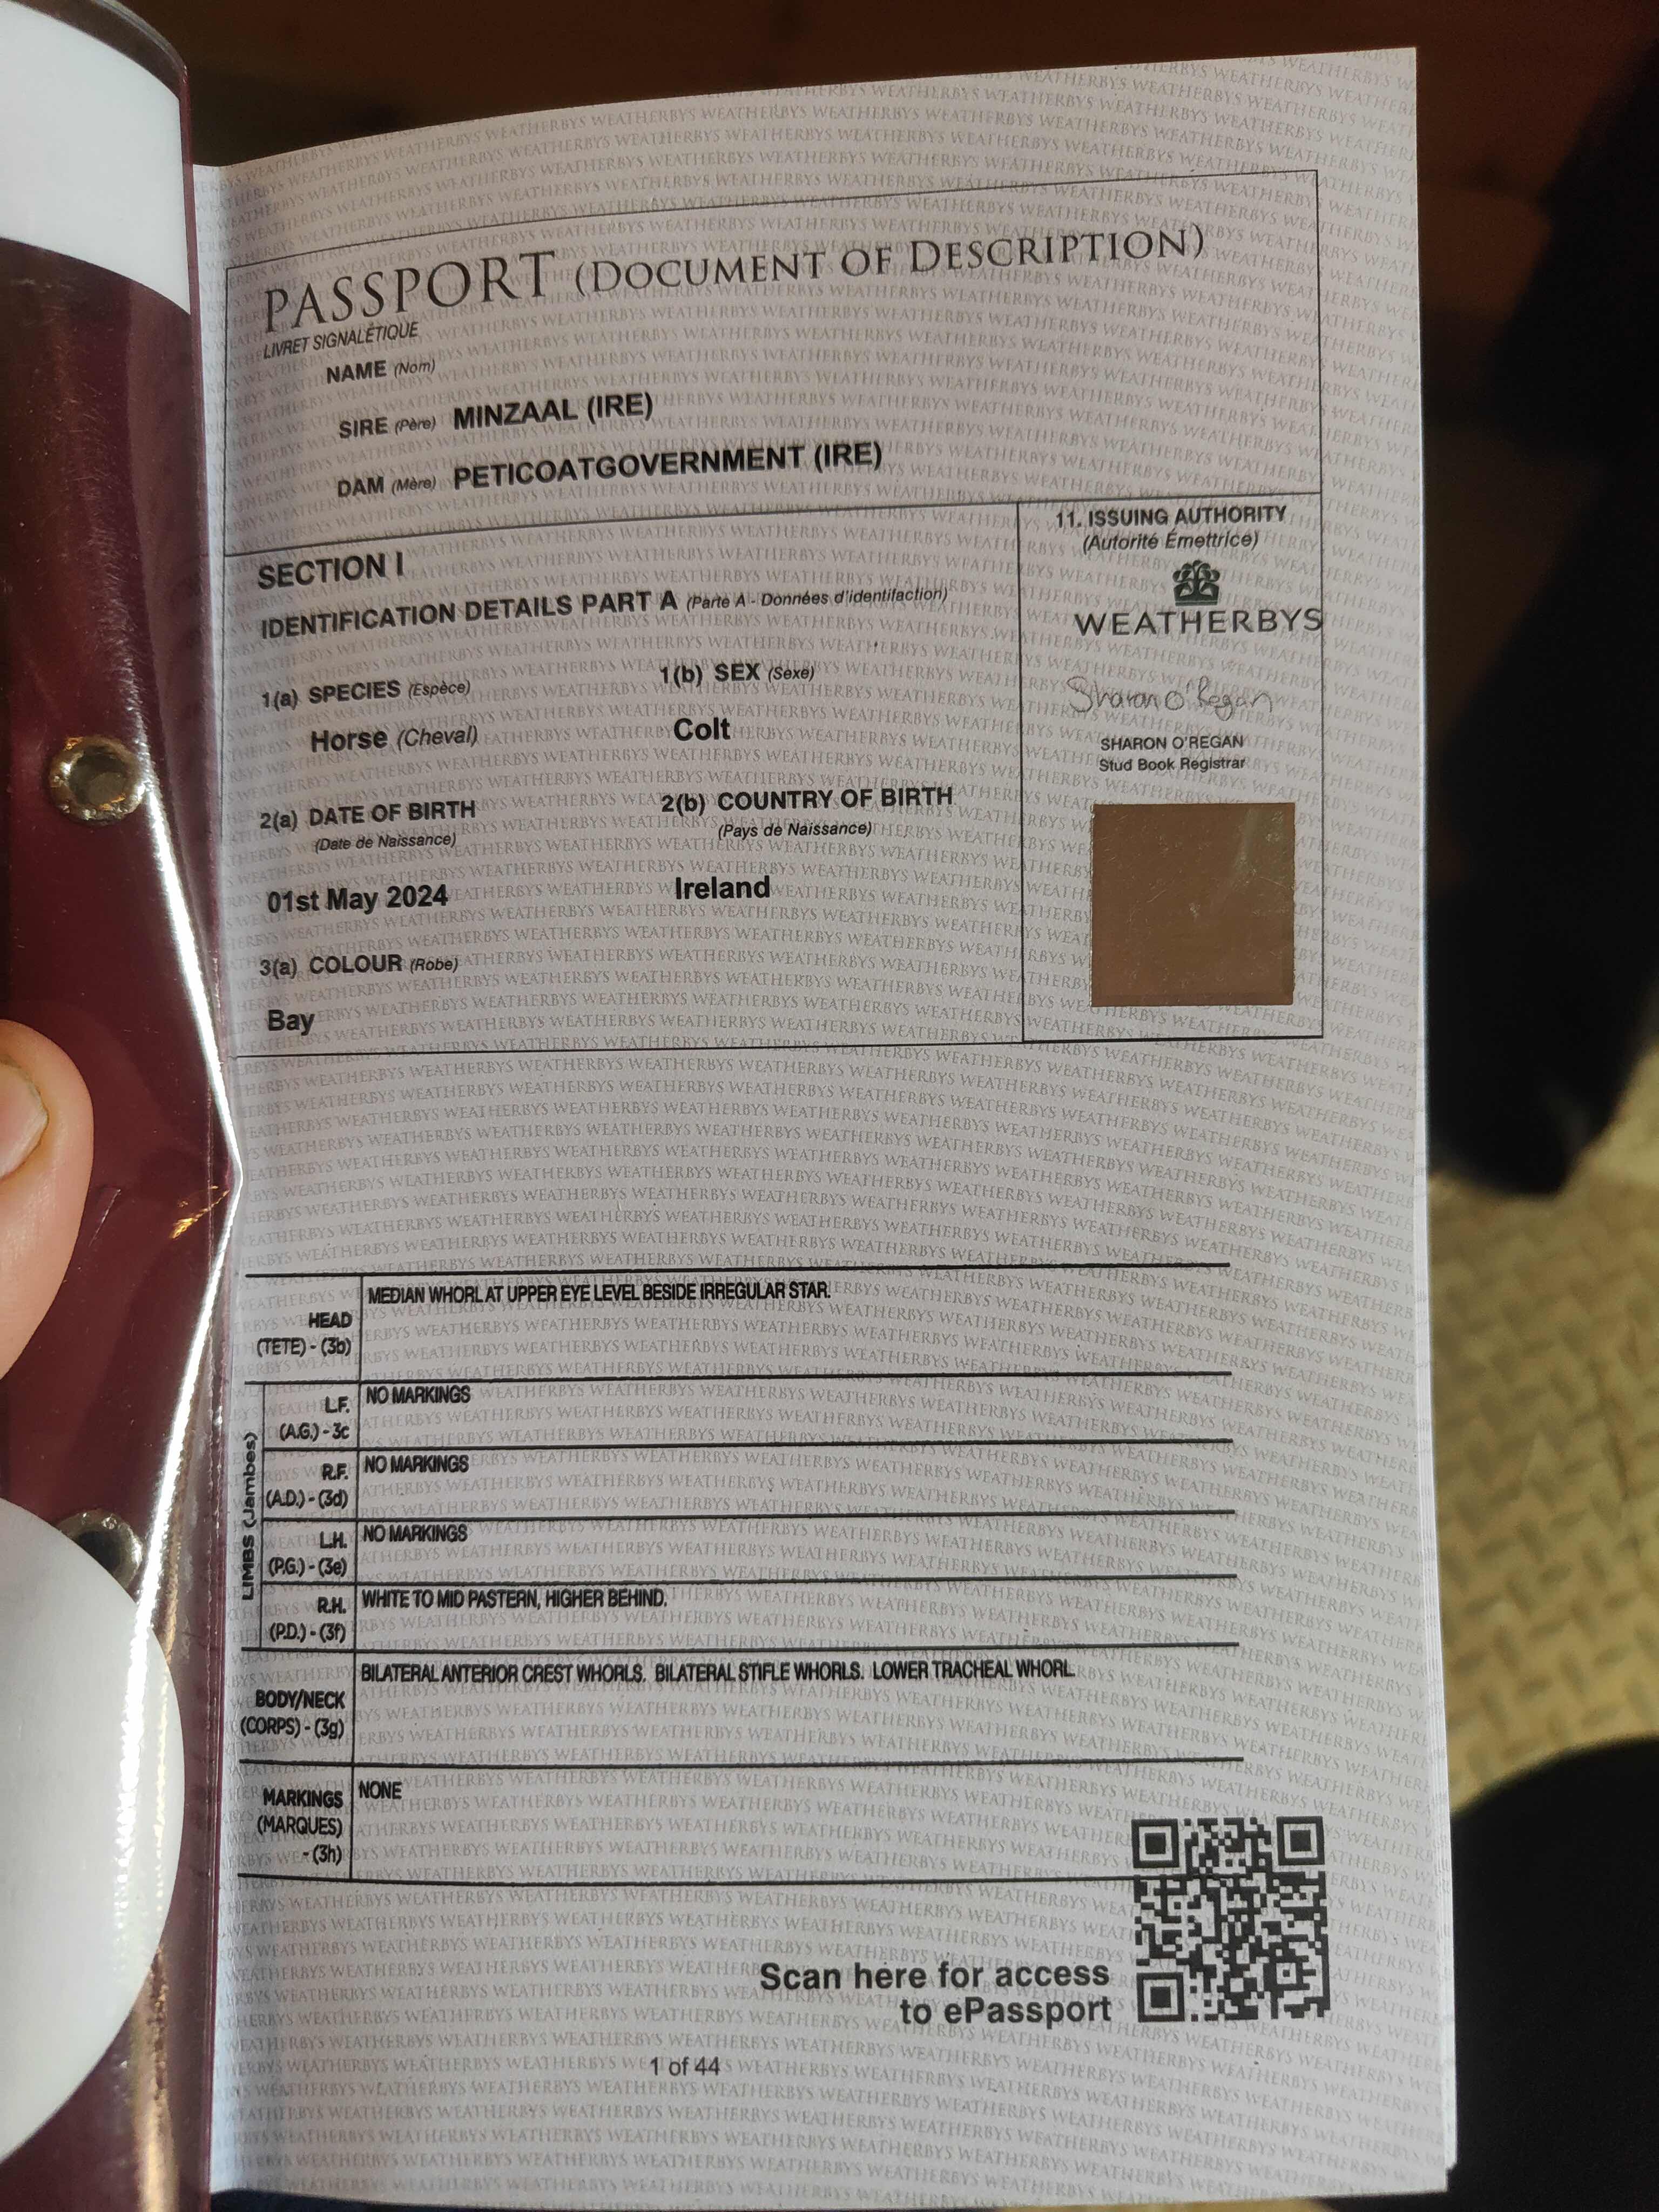 PASSPORT (DOCUMENT OF DESCRIPTION)
LIVRET SIGNALÉTIQUE
NAME (Nom)
SIRE (Père) MINZAAL (IRE)
DAM (Mère) PETICOATGOVERNMENT (IRE)
SECTION I
IDENTIFICATION DETAILS PART A (Parte A - Données d'identifaction)
1(a) SPECIES (Espèce)
1(b) SEX (Sexe)
Horse (Cheval)
Colt
2(a) DATE OF BIRTH
(Date de Naissance)
2(b) COUNTRY OF BIRTH
(Pays de Naissance)
01st May 2024
Ireland
3(a) COLOUR (Robe)
Bay
11. ISSUING AUTHORITY
(Autorité Émettrice)
WEATHERBYS
Sharon O'Regan
SHARON O'REGAN
Stud Book Registrar
HEAD
(TETE) - (3b)
MEDIAN WHORL AT UPPER EYE LEVEL BESIDE IRREGULAR STAR.
LIMBS (Jambes)
L.F.
(A.G.) - 3c
NO MARKINGS
R.F.
(A.D.) - (3d)
NO MARKINGS
L.H.
(P.G.) - (3e)
NO MARKINGS
R.H.
(P.D.) - (3f)
WHITE TO MID PASTERN, HIGHER BEHIND.
BODY/NECK
(CORPS) - (3g)
BILATERAL ANTERIOR CREST WHORLS. BILATERAL STIFLE WHORLS. LOWER TRACHEAL WHORL.
MARKINGS
(MARQUES)
- (3h)
NONE
Scan here for access
to ePassport
1 of 44